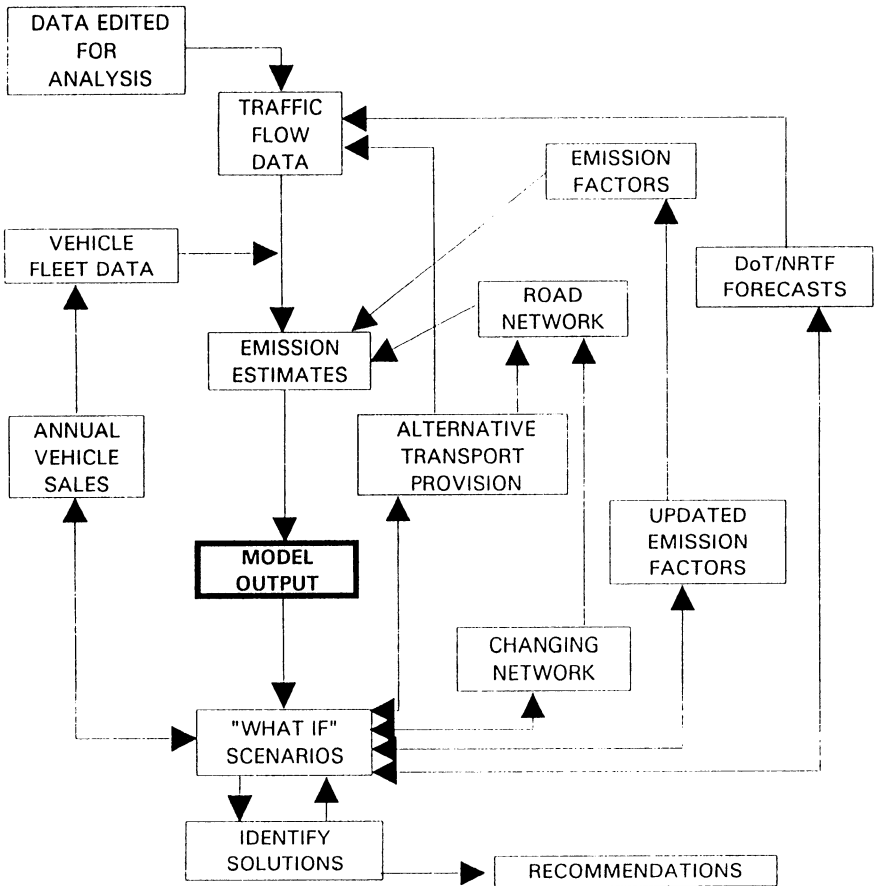 DATA EDITED
FOR
ANALYSIS
TRAFFIC
FLOW
DATA
EMISSION
FACTORS
VEHICLE
FLEET DATA
DoT/NRTF
FORECASTS
ROAD
NETWORK
EMISSION
ESTIMATES
ANNUAL
VEHICLE
SALES
ALTERNATIVE
TRANSPORT
PROVISION
UPDATED
EMISSION
FACTORS
MODEL
OUTPUT
CHANGING
NETWORK
"WHAT IF"
SCENARIOS
IDENTIFY
SOLUTIONS
RECOMMENDATIONS